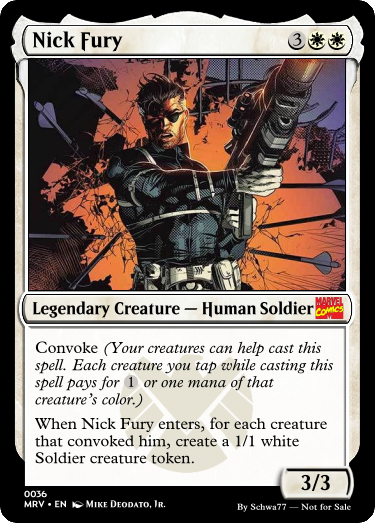 Nick Fury 3
Legendary Creature — Human Soldier MARVEL COMICS
Convoke (Your creatures can help cast this
spell. Each creature you tap while casting this
spell pays for 1 or one mana of that
creature's color.)
When Nick Fury enters, for each creature
that convoked him, create a 1/1 white
Soldier creature token.
3/3
0036
MRV • EN Mike Deodato, Jr.
By Schwa77 — Not for Sale